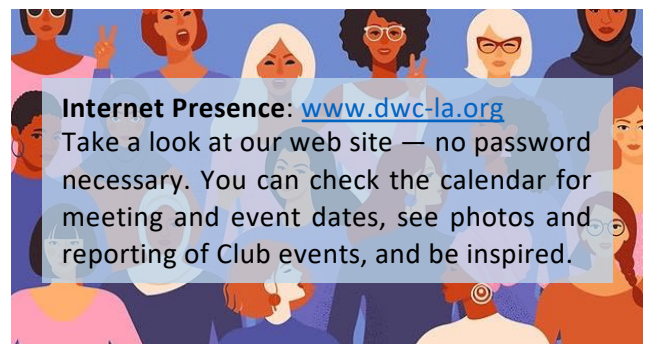 Internet Presence: www.dwc-la.org
Take a look at our web site — no password
necessary. You can check the calendar for
meeting and event dates, see photos and
reporting of Club events, and be inspired.